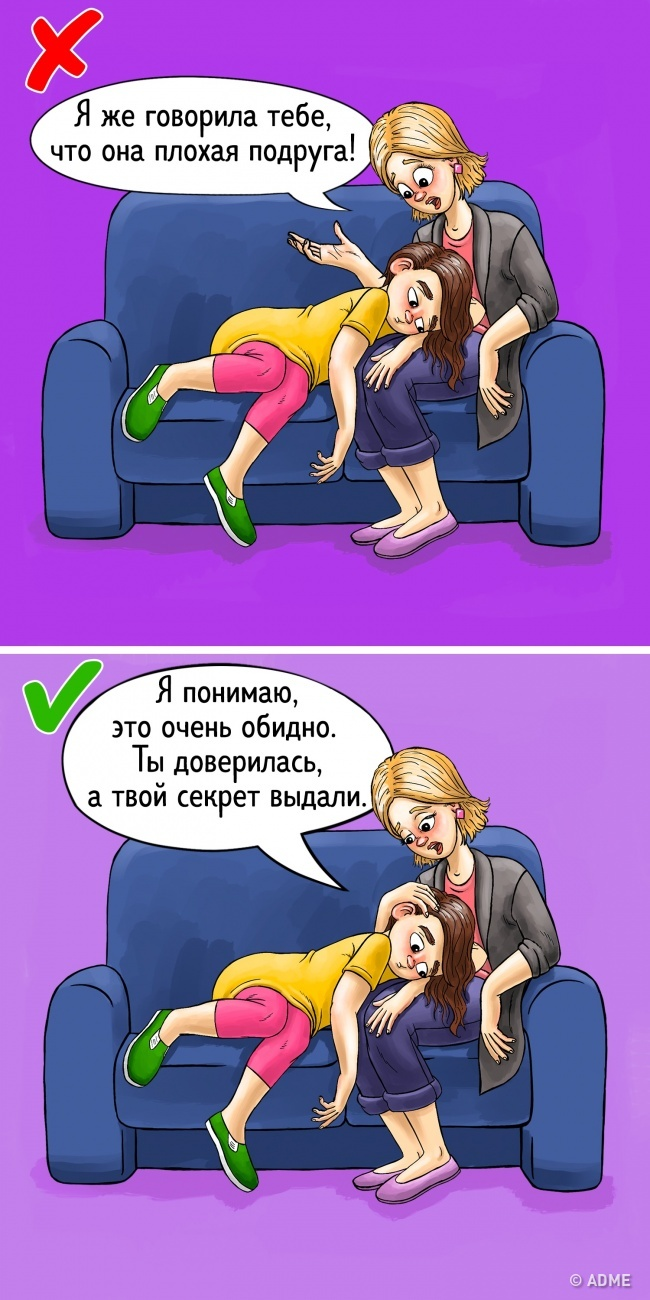 Я же говорила тебе,
что она плохая подруга!
Я понимаю,
это очень обидно.
Ты доверилась,
а твой секрет выдали.
© ADME